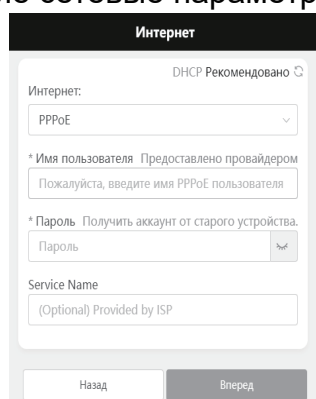 Интернет
DHCP Рекомендовано
Интернет:
PPPoE
* Имя пользователя Предоставлено провайдером
Пожалуйста, введите имя PPPoE пользователя
* Пароль Получить аккаунт от старого устройства.
Пароль
Service Name
(Optional) Provided by ISP
Назад Вперед